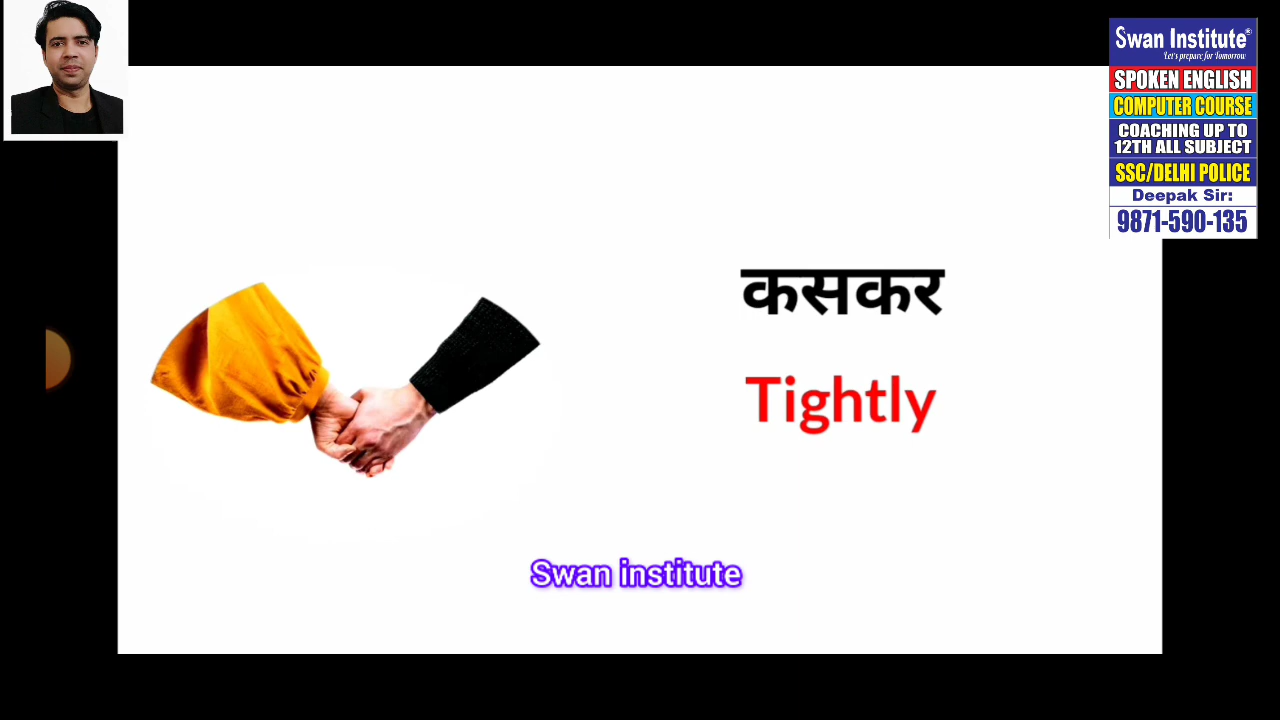 Swan Institute®
Let's prepare for Tomorrow
SPOKEN ENGLISH
COMPUTER COURSE
COACHING UP TO
12TH ALL SUBJECT
SSC/DELHI POLICE
Deepak Sir:
9871-590-135
कसकर
Tightly
Swan institute